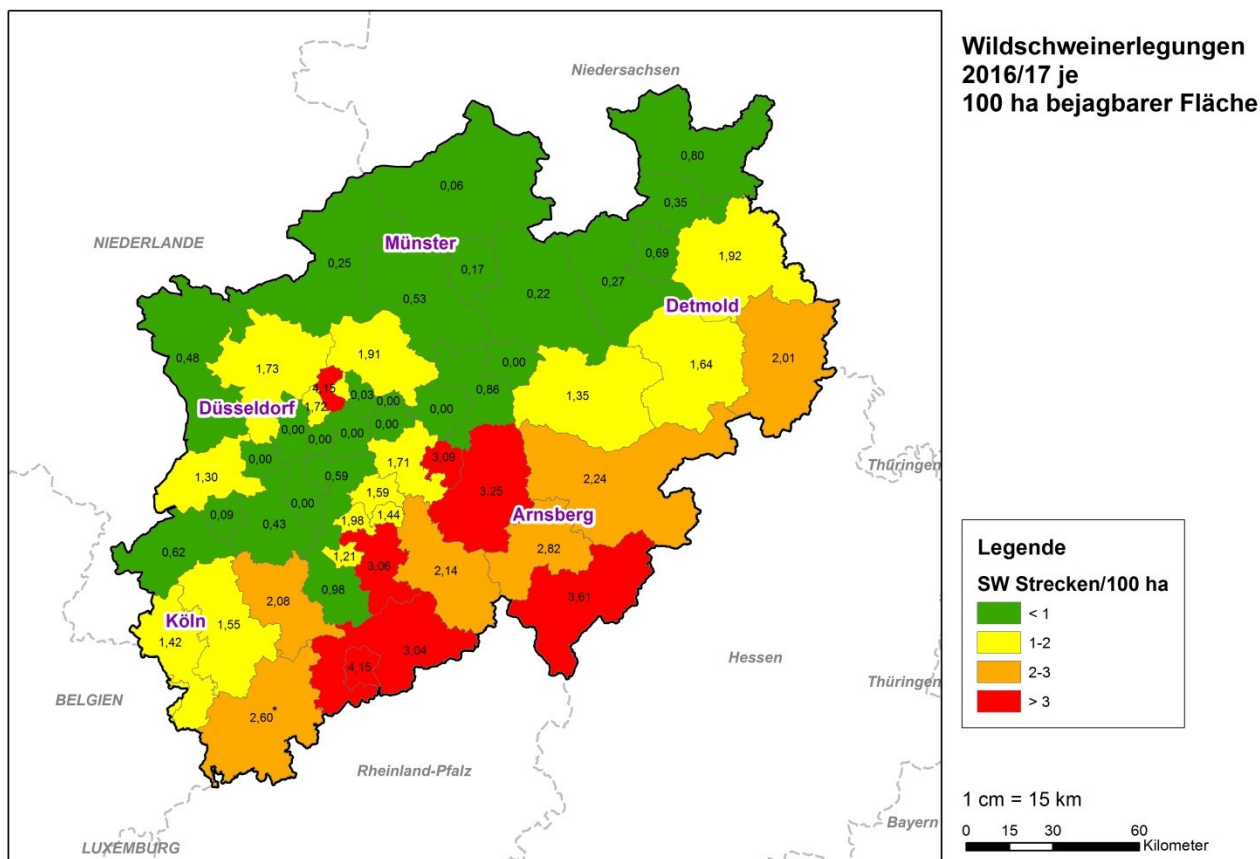 Wildschweinerlegungen
2016/17 je
100 ha bejagbarer Fläche
Niedersachsen
0,80
0,06
0,35
NIEDERLANDE
Münster
0,69
1,92
0,25
0,17
0,27
0,53
0,22
Detmold
0,48
1,73
1,91
0,00
1,64
2,01
4,15
0,03
0,86
1,35
Düsseldorf
1,72
0,00
0,00
0,00
0,00
0,00
0,00
1,71
3,09
Thüringen
1,30
0,59
2,24
1,59
3,25
0,09
0,00
0,43
1,98
1,44
Arnsberg
0,62
1,21
3,06
2,82
2,14
2,08
0,98
3,61
Köln
1,55
1,42
3,04
4,15
Hessen
Thüringen
BELGIEN
2,60*
Rheinland-Pfalz
Bayern
LUXEMBURG
Legende
SW Strecken/100 ha
< 1
1-2
2-3
> 3
1 cm = 15 km
0 15 30 60
Kilometer